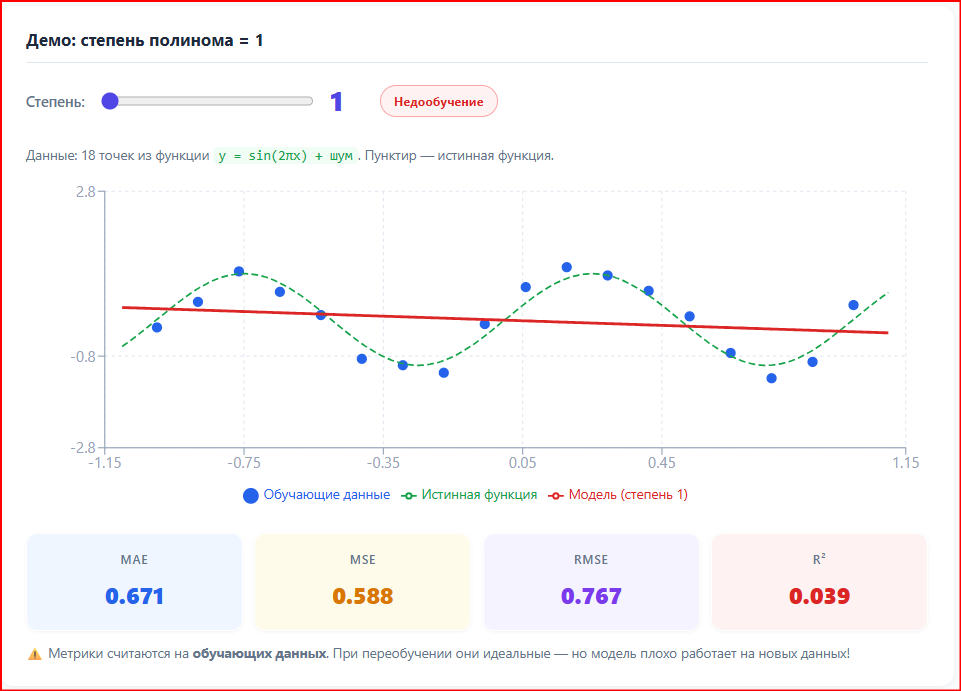 Демо: степень полинома = 1
Степень: 1 Недообучение
Данные: 18 точек из функции y = sin(2πx) + шум . Пунктир — истинная функция.
2.8
-0.8
-2.8
-1.15 -0.75 -0.35 0.05 0.45 1.15
Обучающие данные Истинная функция Модель (степень 1)
MAE MSE RMSE R²
0.671 0.588 0.767 0.039
⚠ Метрики считаются на обучающих данных. При переобучении они идеальные — но модель плохо работает на новых данных!